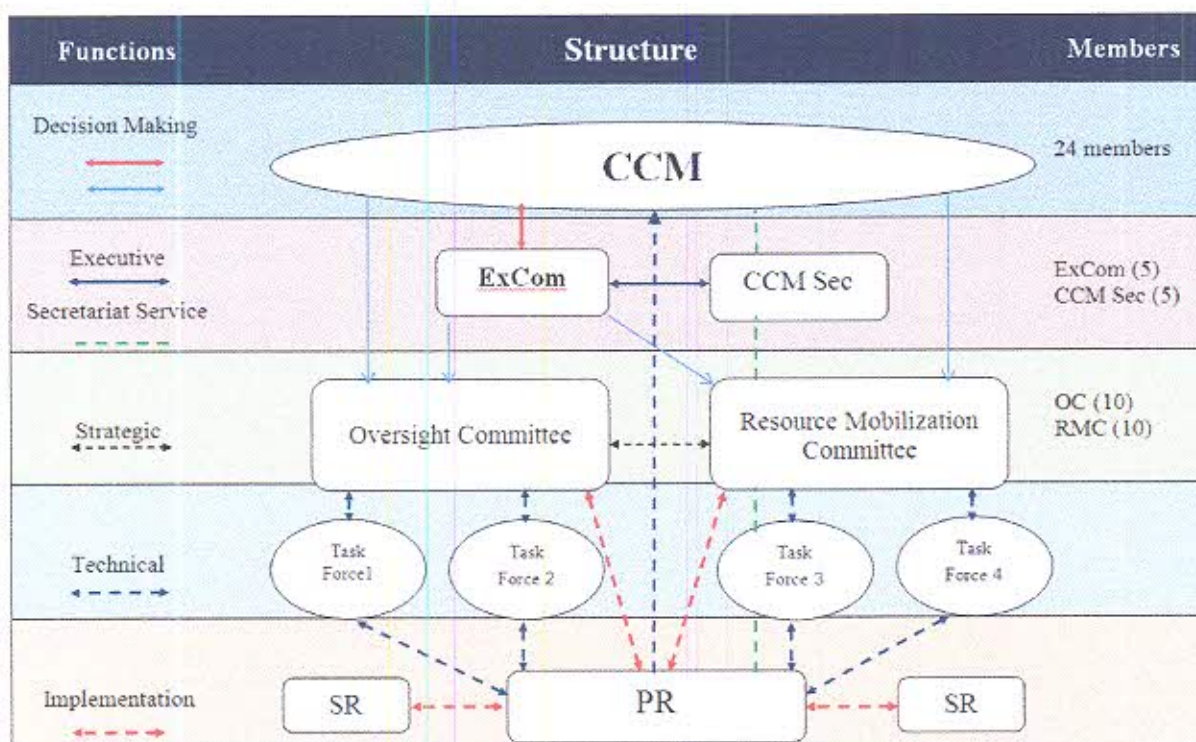 Functions
Structure
Members
Decision Making
CCM
24 members
Executive
Secretariat Service
ExCom
CCM Sec
ExCom (5)
CCM Sec (5)
Strategic
Oversight Committee
Resource Mobilization
Committee
OC (10)
RMC (10)
Technical
Task
Force1
Task
Force 2
Task
Force 3
Task
Force 4
Implementation
SR
PR
SR